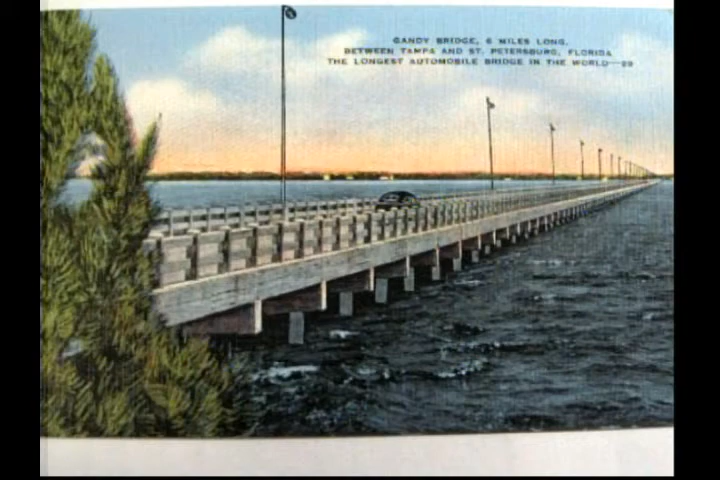 GANDY BRIDGE, 6 MILES LONG,
BETWEEN TAMPA AND ST. PETERSBURG, FLORIDA
THE LONGEST AUTOMOBILE BRIDGE IN THE WORLD—